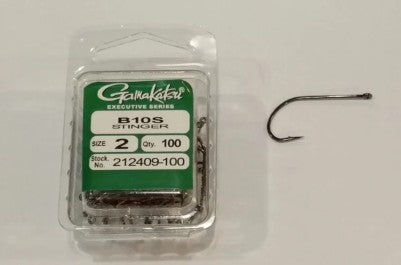 Gamakatsu
EXECUTIVE SERIES
B10S
STINGER
SIZE 2 Qty. 100
Stock. No. 212409-100